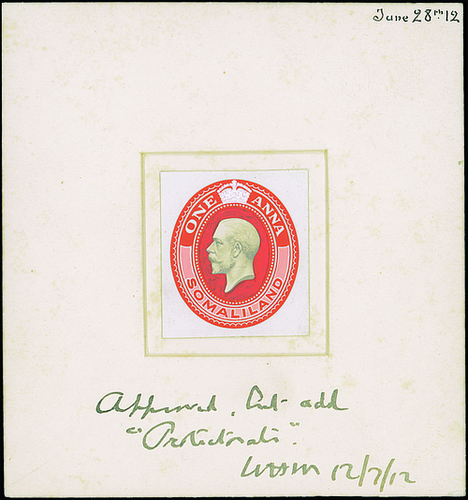 June 28th 12
ONE ANNA
SOMALILAND
Approved, but add
"Protectorate".
12/7/12